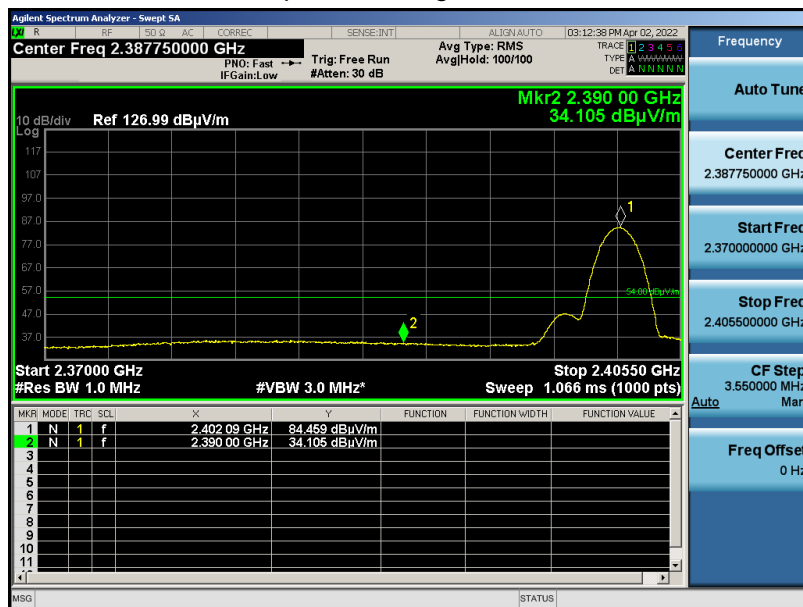 Agilent Spectrum Analyzer - Swept SA
LXI R RF 50 Ω AC CORREC SENSE:INT ALIGN AUTO 03:12:38 PM Apr 02, 2022
Center Freq 2.387750000 GHz Avg Type: RMS TRACE 1 2 3 4 5 6
PNO: Fast Trig: Free Run Avg|Hold: 100/100 TYPE A WWWWW
IFGain:Low #Atten: 30 dB DET A N N N N N
Mkr2 2.390 00 GHz
10 dB/div Ref 126.99 dBµV/m 34.105 dBµV/m
Log
117
107
97.0
87.0
77.0
67.0
57.0
47.0
37.0
1
54.00 dBµV/m
2
Start 2.37000 GHz Stop 2.40550 GHz
#Res BW 1.0 MHz #VBW 3.0 MHz* Sweep 1.066 ms (1000 pts)
MKR MODE TRC SCL X Y FUNCTION FUNCTION WIDTH FUNCTION VALUE
1 N 1 f 2.402 09 GHz 84.459 dBµV/m
2 N 1 f 2.390 00 GHz 34.105 dBµV/m
3
4
5
6
7
8
9
10
11
MSG STATUS
Frequency
Auto Tune
Center Freq
2.387750000 GHz
Start Freq
2.370000000 GHz
Stop Freq
2.405500000 GHz
CF Step
3.550000 MHz
Auto Man
Freq Offset
0 Hz